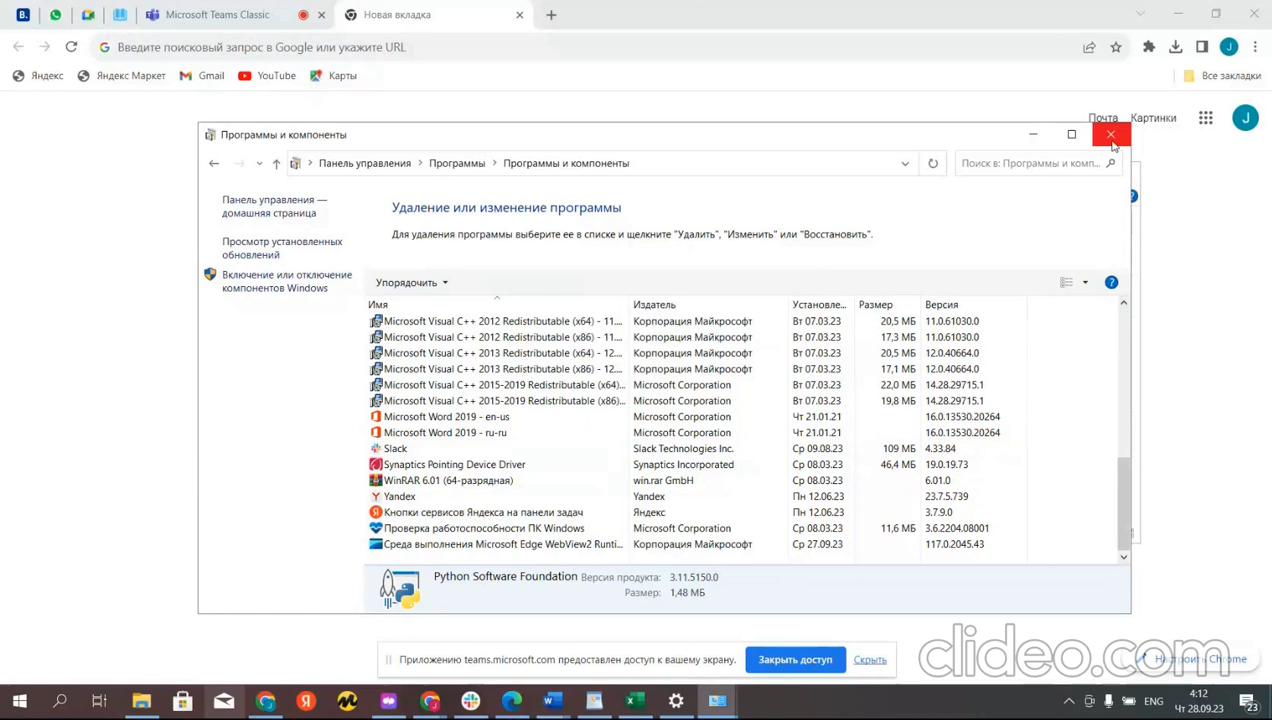 Microsoft Teams Classic
Новая вкладка
Введите поисковый запрос в Google или укажите URL
Яндекс
Яндекс Маркет
Gmail
YouTube
Карты
Все закладки
Почта
Картинки
J
Программы и компоненты
Панель управления > Программы > Программы и компоненты
Поиск в: Программы и комп...
Панель управления —
домашняя страница
Просмотр установленных
обновлений
Включение или отключение
компонентов Windows
Удаление или изменение программы
Для удаления программы выберите ее в списке и щелкните "Удалить", "Изменить" или "Восстановить".
Упорядочить
Имя Издатель Установле... Размер Версия
Microsoft Visual C++ 2012 Redistributable (x64) - 11.... Корпорация Майкрософт Вт 07.03.23 20,5 МБ 11.0.61030.0
Microsoft Visual C++ 2012 Redistributable (x86) - 11.... Корпорация Майкрософт Вт 07.03.23 17,3 МБ 11.0.61030.0
Microsoft Visual C++ 2013 Redistributable (x64) - 12.... Корпорация Майкрософт Вт 07.03.23 20,5 МБ 12.0.40664.0
Microsoft Visual C++ 2013 Redistributable (x86) - 12.... Корпорация Майкрософт Вт 07.03.23 17,1 МБ 12.0.40664.0
Microsoft Visual C++ 2015-2019 Redistributable (x64)... Microsoft Corporation Вт 07.03.23 22,0 МБ 14.28.29715.1
Microsoft Visual C++ 2015-2019 Redistributable (x86)... Microsoft Corporation Вт 07.03.23 19,8 МБ 14.28.29715.1
Microsoft Word 2019 - en-us Microsoft Corporation Чт 21.01.21 16.0.13530.20264
Microsoft Word 2019 - ru-ru Microsoft Corporation Чт 21.01.21 16.0.13530.20264
Slack Slack Technologies Inc. Ср 09.08.23 109 МБ 4.33.84
Synaptics Pointing Device Driver Synaptics Incorporated Ср 08.03.23 46,4 МБ 19.0.19.73
WinRAR 6.01 (64-разрядная) win.rar GmbH Ср 08.03.23 6.01.0
Yandex Yandex Пн 12.06.23 23.7.5.739
Кнопки сервисов Яндекса на панели задач Яндекс Пн 12.06.23 3.7.9.0
Проверка работоспособности ПК Windows Microsoft Corporation Ср 08.03.23 11,6 МБ 3.6.2204.08001
Среда выполнения Microsoft Edge WebView2 Runti... Корпорация Майкрософт Ср 27.09.23 117.0.2045.43
Python Software Foundation Версия продукта: 3.11.5150.0
Размер: 1,48 МБ
Приложению teams.microsoft.com предоставлен доступ к вашему экрану.
Закрыть доступ
Скрыть
Настроить Chrome
clideo.com
ENG
4:12
Чт 28.09.23
23